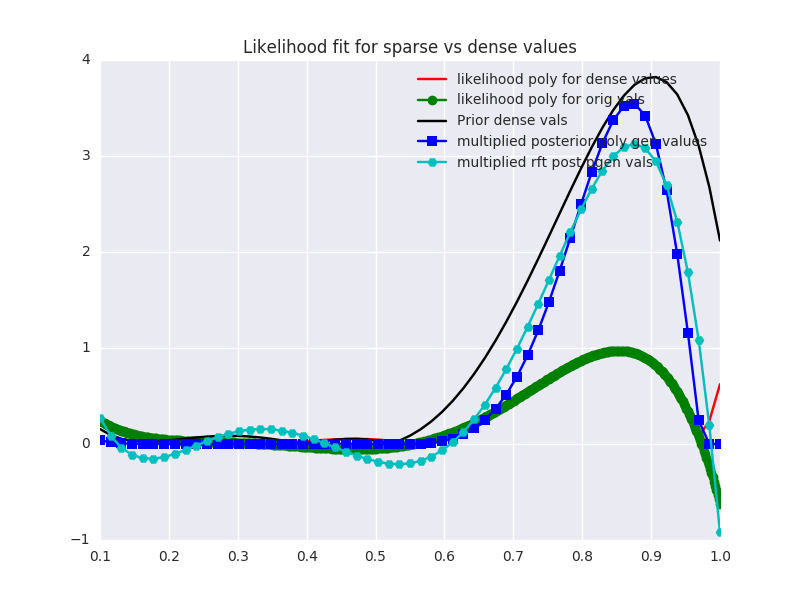 Likelihood fit for sparse vs dense values
likelihood poly for dense values
likelihood poly for orig vals
Prior dense vals
multiplied posterior poly gen values
multiplied rft post pgen vals
4
3
2
1
0
−1
0.1 0.2 0.3 0.4 0.5 0.6 0.7 0.8 0.9 1.0